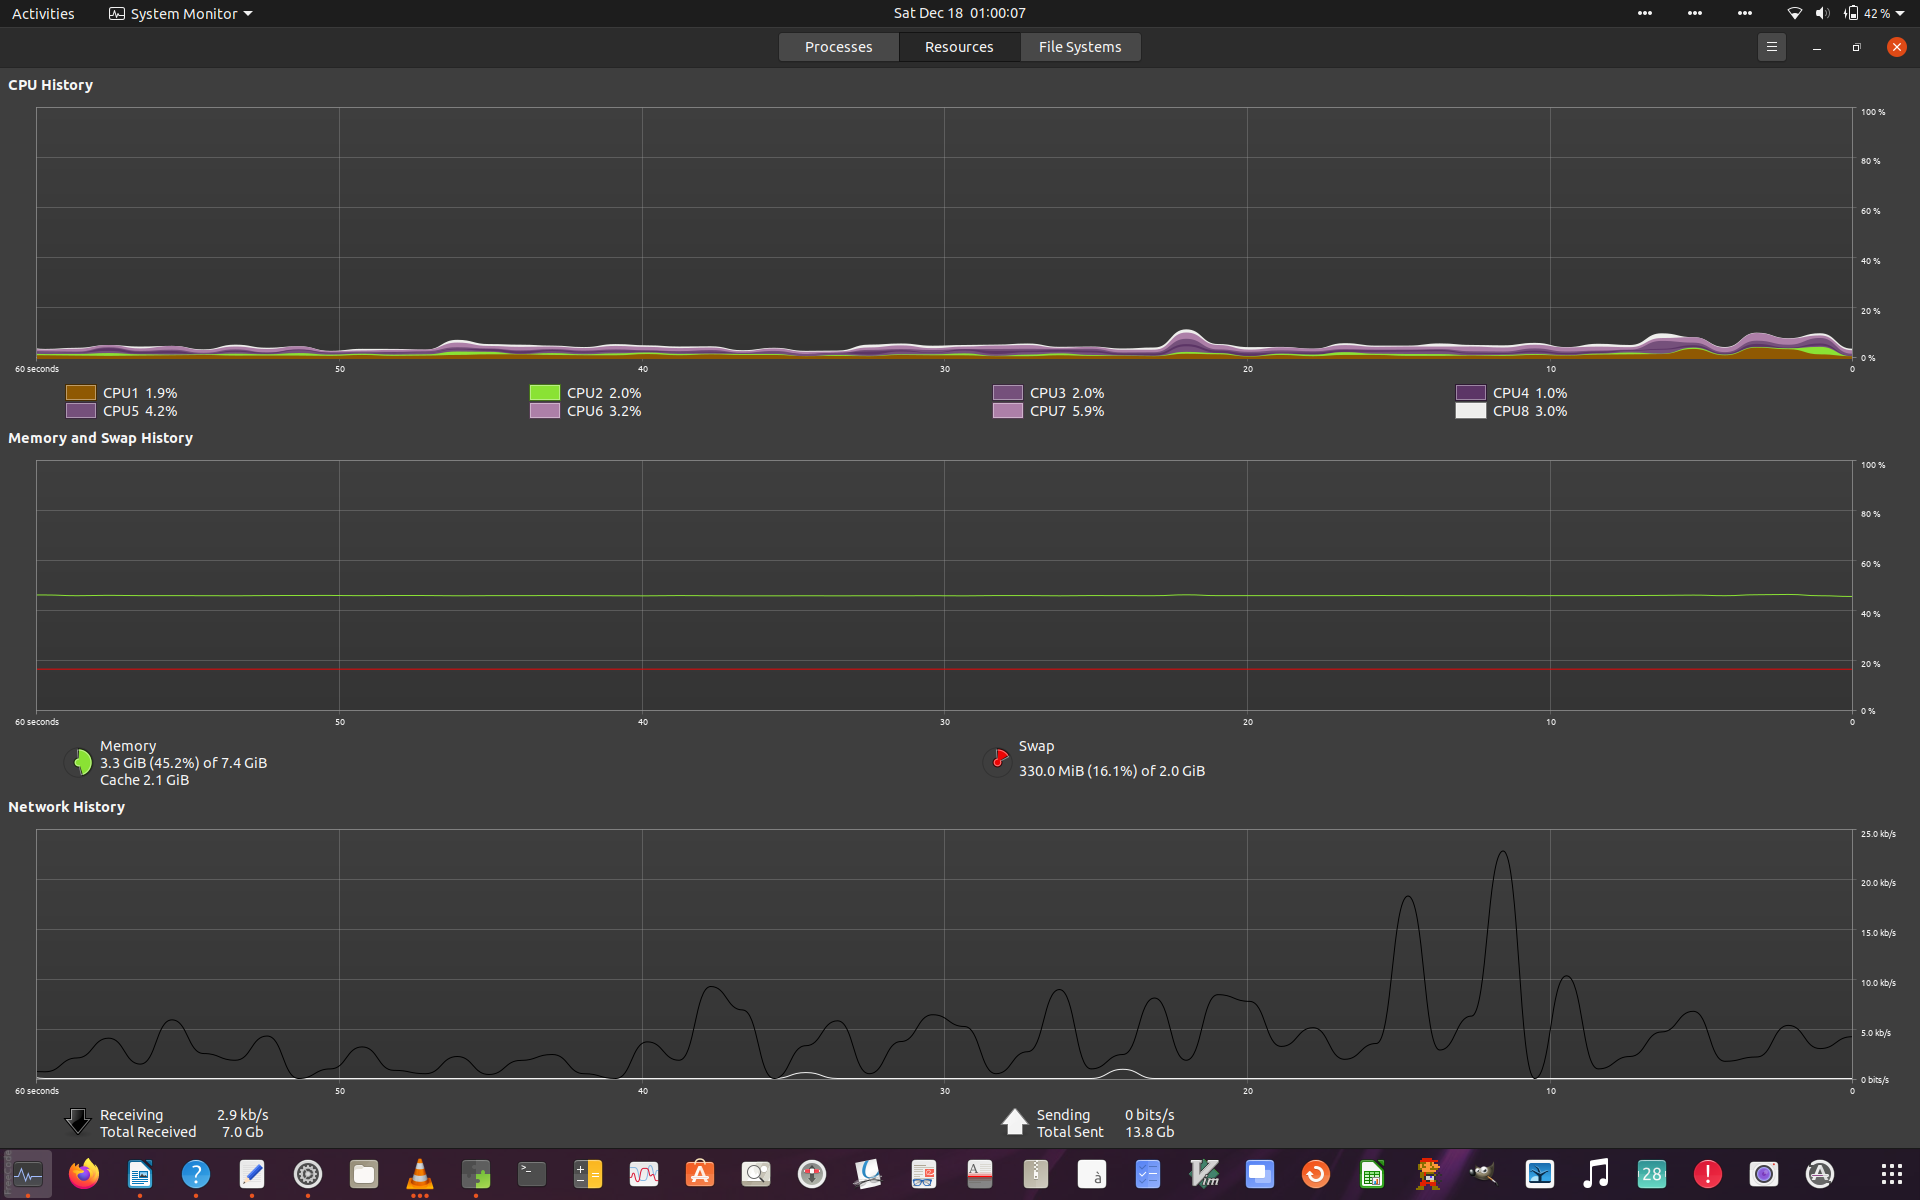 Activities System Monitor Sat Dec 18 01:00:07 42 %
Processes Resources File Systems
CPU History
100 %
80 %
60 %
40 %
20 %
0 %
60 seconds 50 40 30 20 10 0
CPU1 1.9% CPU2 2.0% CPU3 2.0% CPU4 1.0%
CPU5 4.2% CPU6 3.2% CPU7 5.9% CPU8 3.0%
Memory and Swap History
100 %
80 %
60 %
40 %
20 %
0 %
60 seconds 50 40 30 20 10 0
Memory Swap
3.3 GiB (45.2%) of 7.4 GiB 330.0 MiB (16.1%) of 2.0 GiB
Cache 2.1 GiB
Network History
25.0 kb/s
20.0 kb/s
15.0 kb/s
10.0 kb/s
5.0 kb/s
0 bits/s
60 seconds 50 40 30 20 10 0
Receiving 2.9 kb/s Sending 0 bits/s
Total Received 7.0 Gb Total Sent 13.8 Gb
? >_ A à Vim 28 !